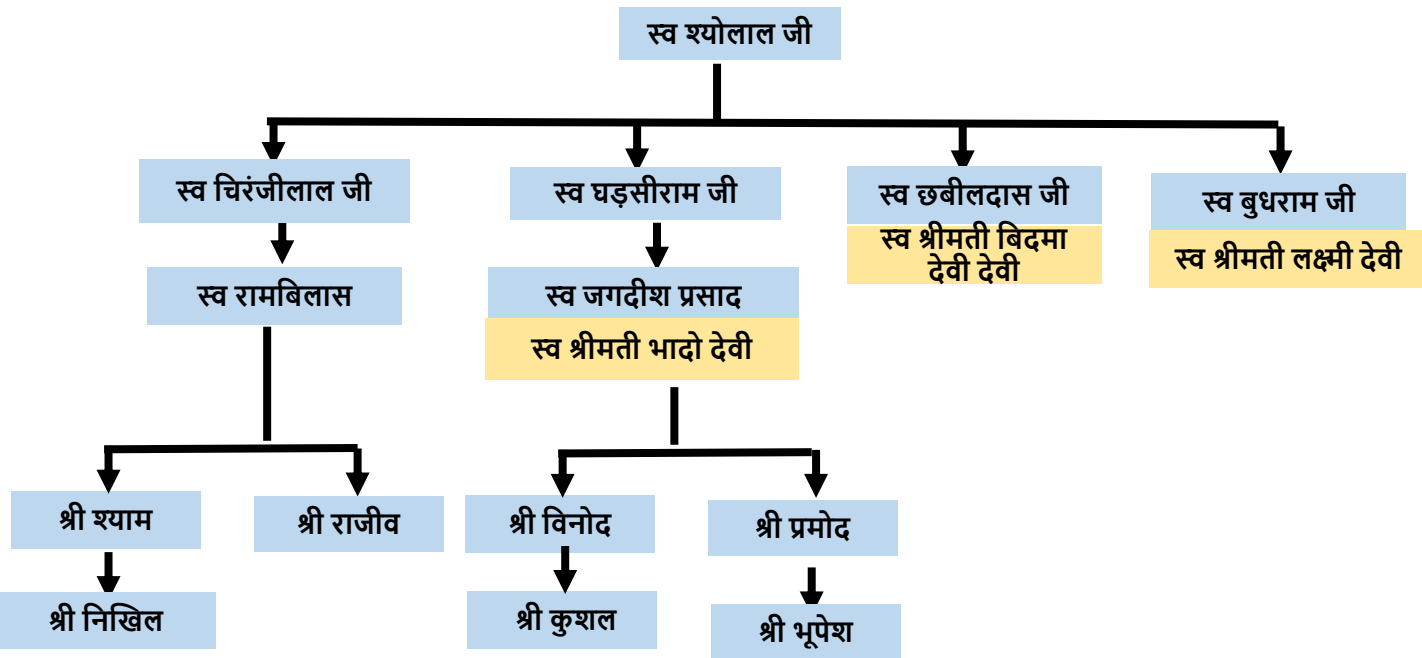 स्व श्योलाल जी
स्व चिरंजीलाल जी
स्व घड़सीराम जी
स्व छबीलदास जी
स्व श्रीमती बिदमा
देवी देवी
स्व बुधराम जी
स्व श्रीमती लक्ष्मी देवी
स्व रामबिलास
स्व जगदीश प्रसाद
स्व श्रीमती भादो देवी
श्री श्याम
श्री राजीव
श्री विनोद
श्री प्रमोद
श्री निखिल
श्री कुशल
श्री भूपेश